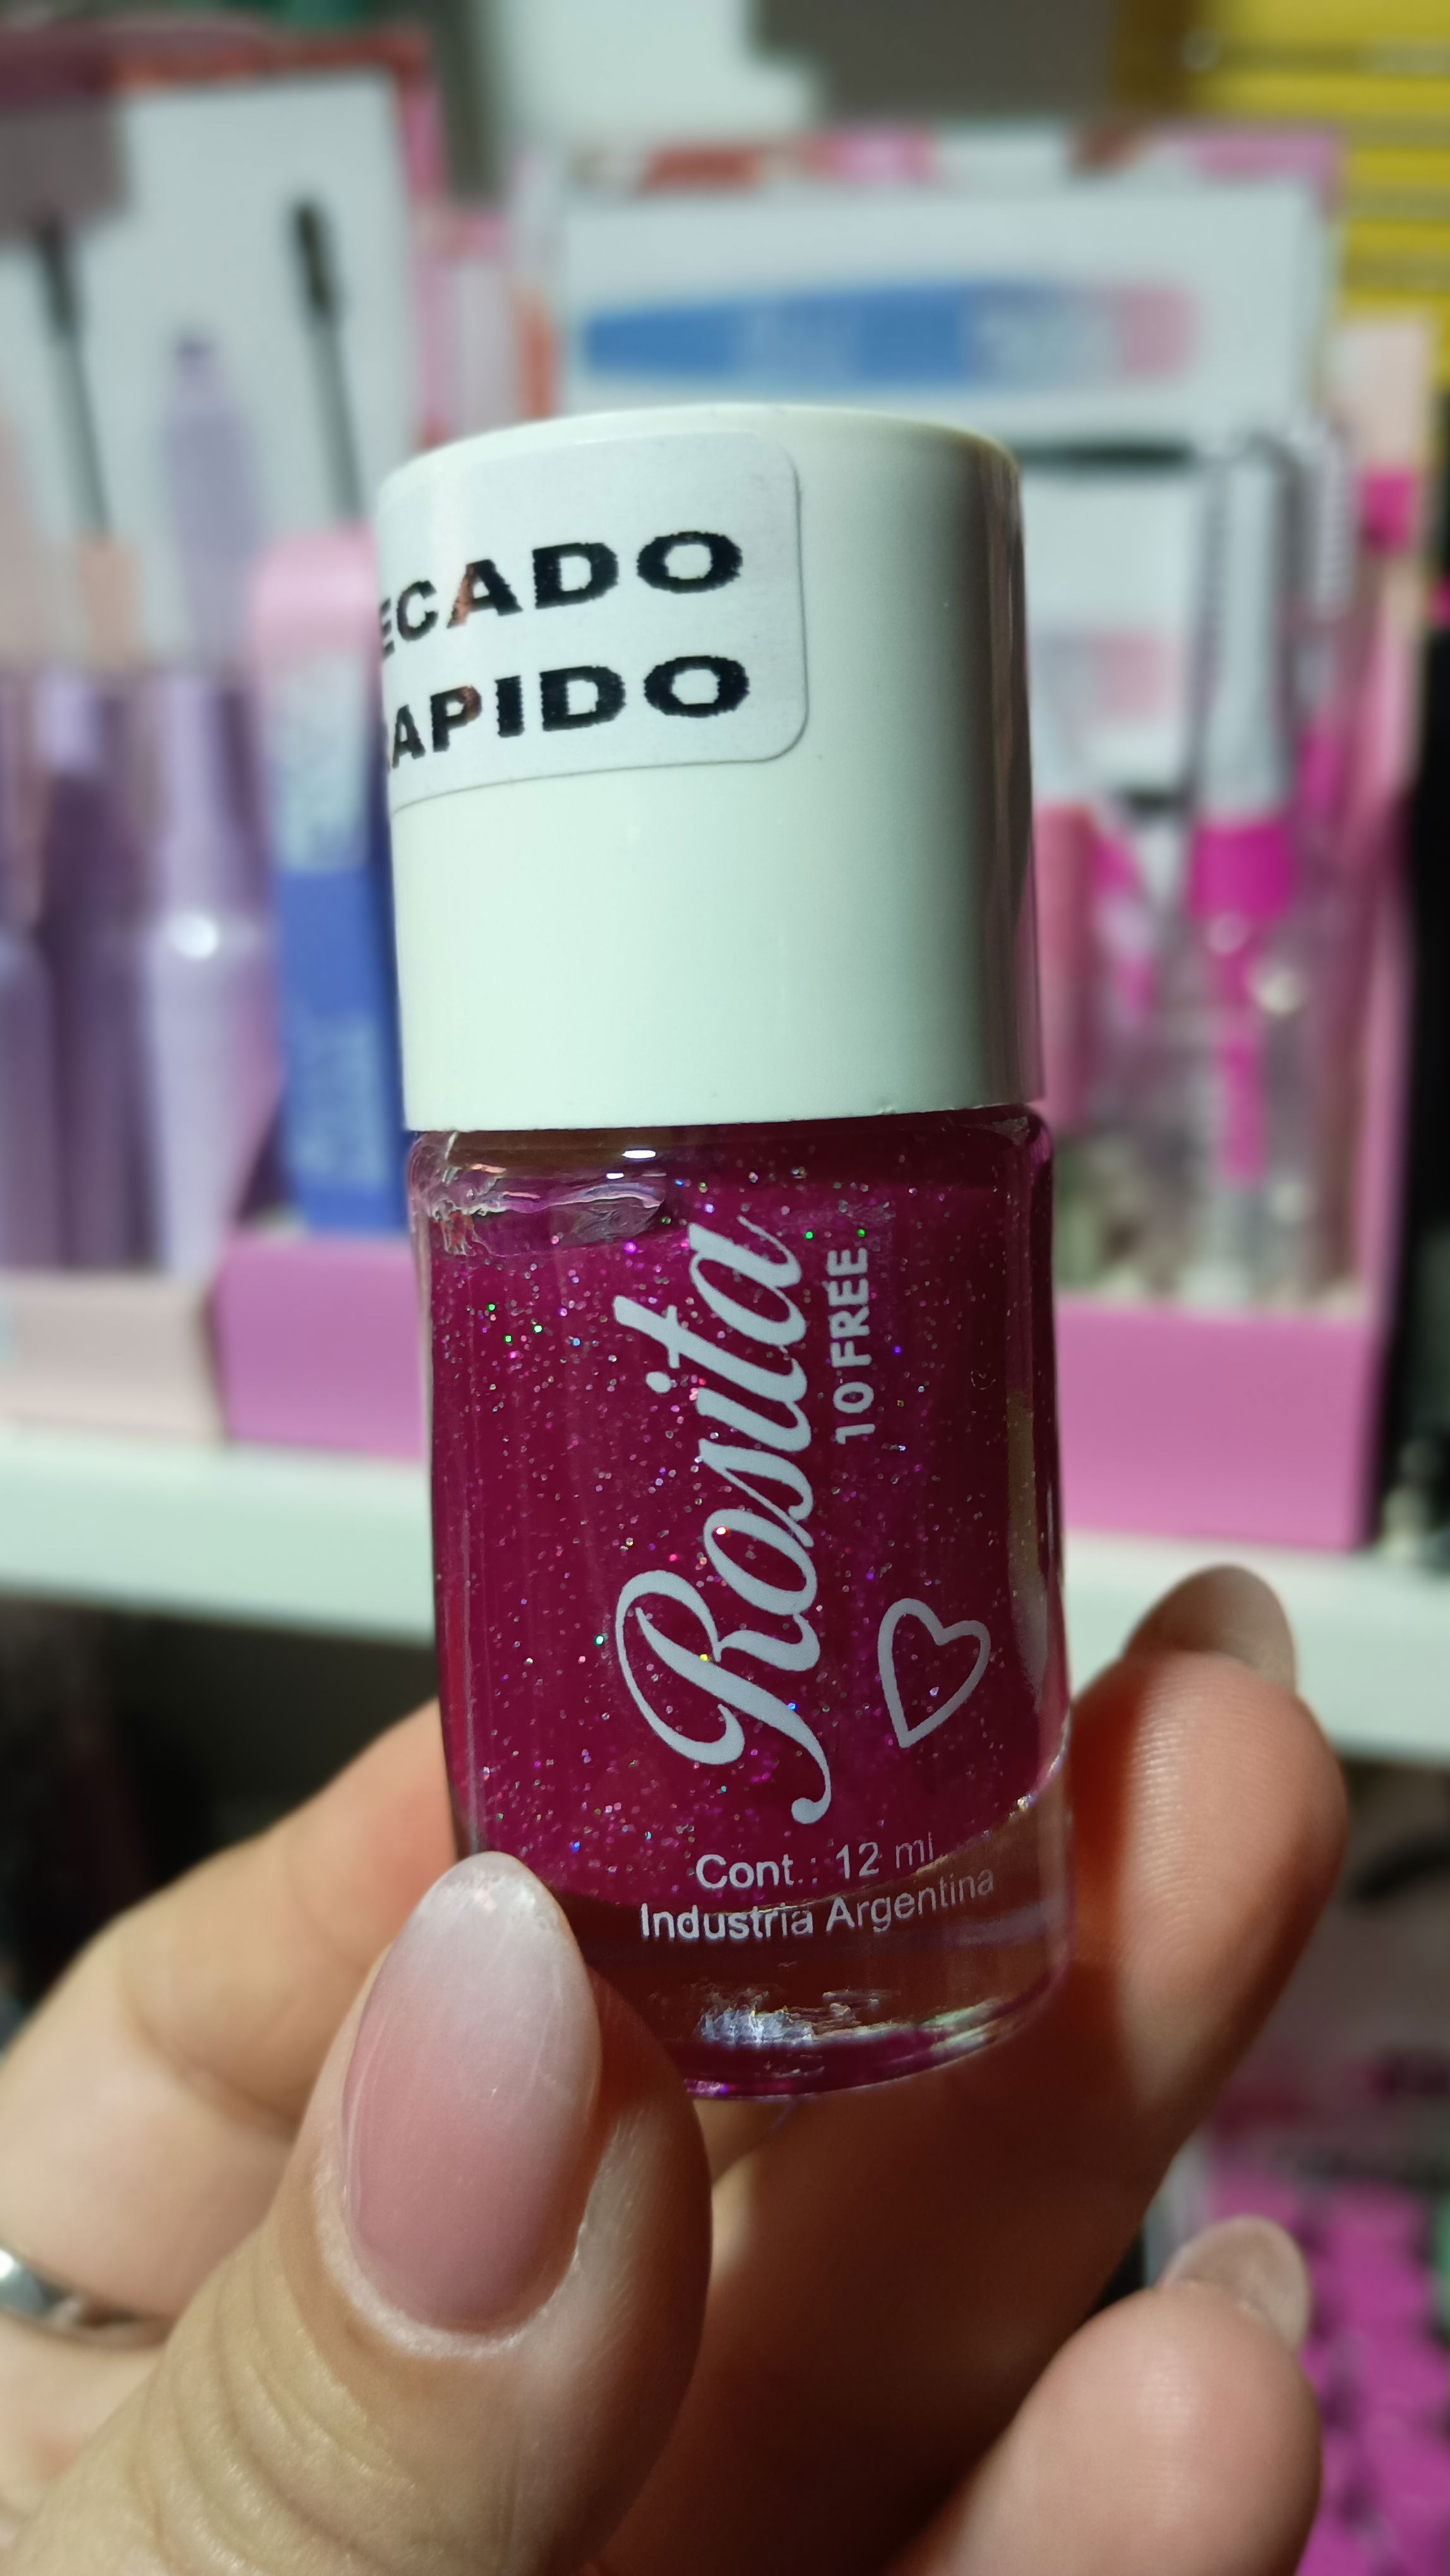 ECADO
APIDO
Rosita
10 FREE
Cont.: 12 ml
Industria Argentina